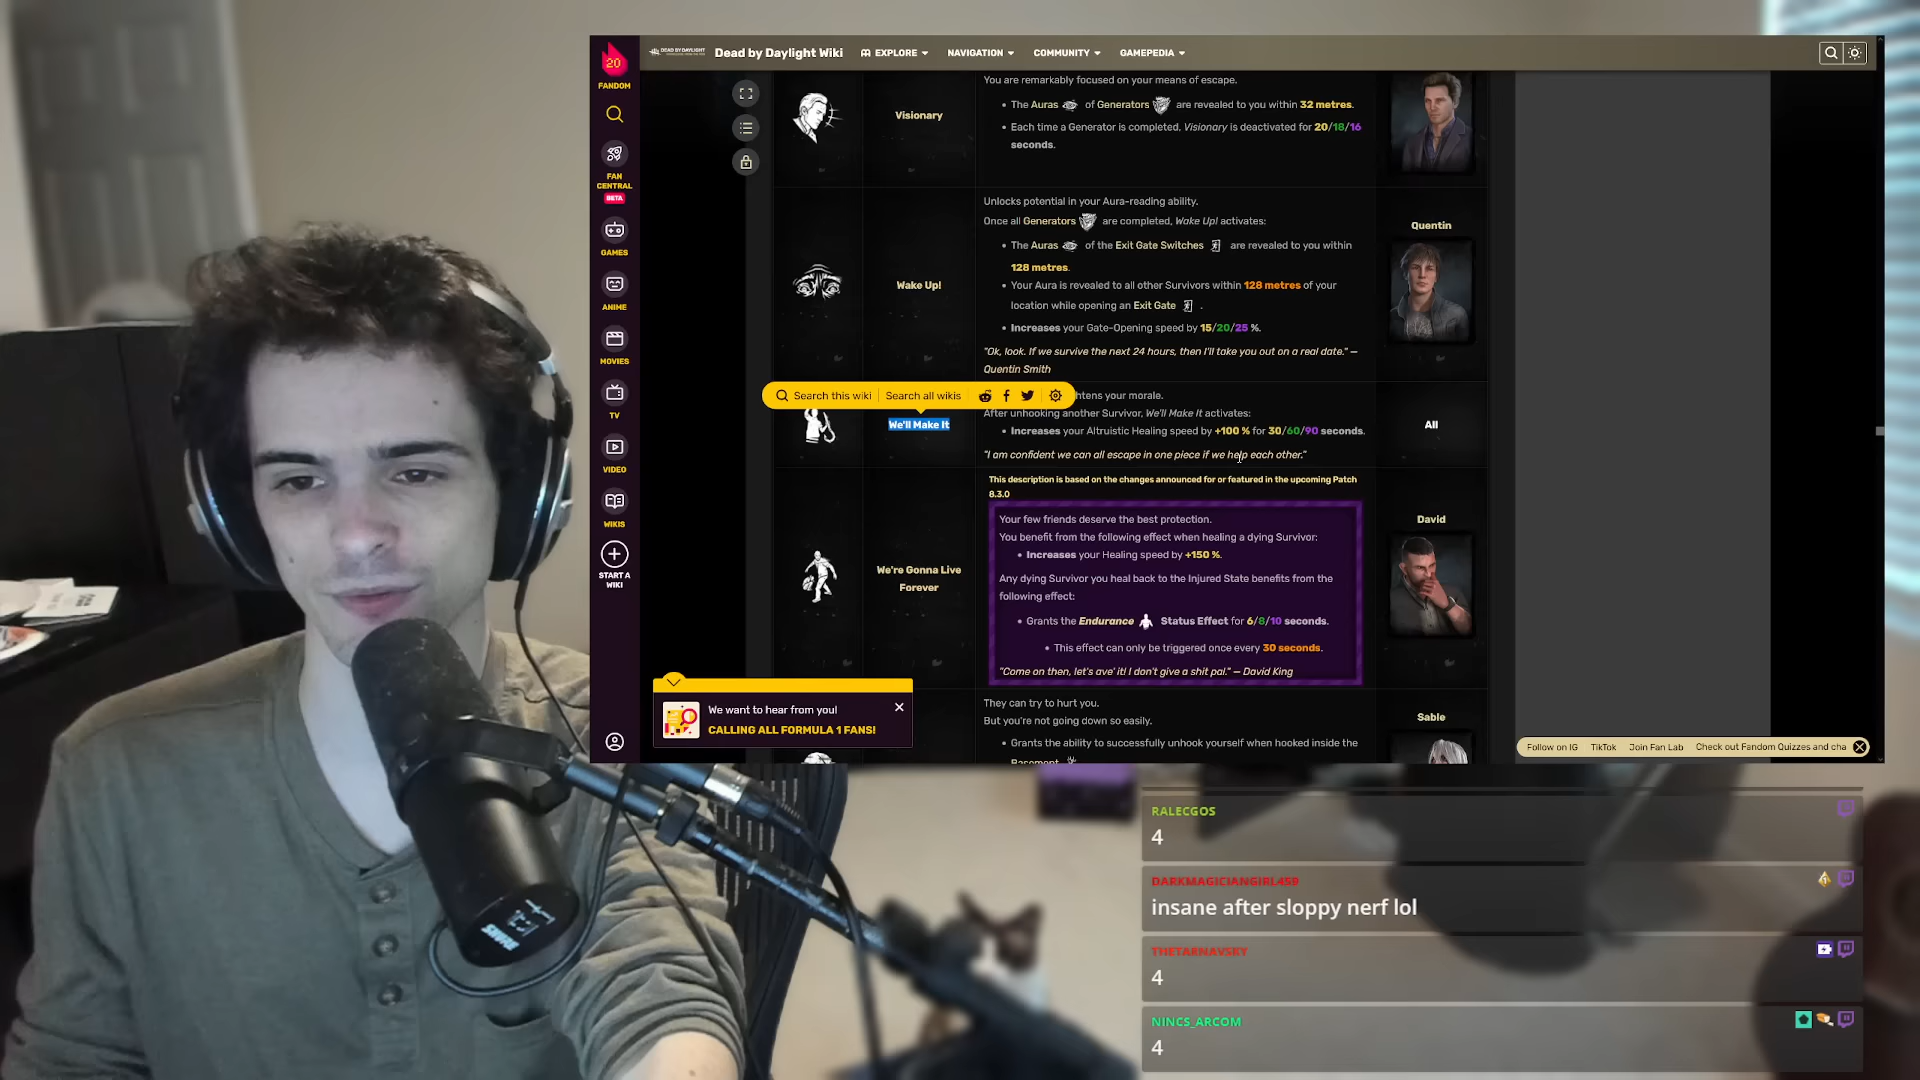 20
FANDOM
FAN
CENTRAL
BETA
GAMES
ANIME
MOVIES
TV
VIDEO
WIKIS
START A
WIKI
DEAD BY DAYLIGHT
Dead by Daylight Wiki
EXPLORE
NAVIGATION
COMMUNITY
GAMEPEDIA
Visionary
You are remarkably focused on your means of escape.
• The Auras of Generators are revealed to you within 32 metres.
• Each time a Generator is completed, Visionary is deactivated for 20/18/16
seconds.
Wake Up!
Unlocks potential in your Aura-reading ability.
Once all Generators are completed, Wake Up! activates:
• The Auras of the Exit Gate Switches are revealed to you within
128 metres.
• Your Aura is revealed to all other Survivors within 128 metres of your
location while opening an Exit Gate .
• Increases your Gate-Opening speed by 15/20/25 %.
"Ok, look. If we survive the next 24 hours, then I'll take you out on a real date." —
Quentin Smith
Quentin
Search this wiki
Search all wikis
We'll Make It
htens your morale.
After unhooking another Survivor, We'll Make It activates:
• Increases your Altruistic Healing speed by +100 % for 30/60/90 seconds.
"I am confident we can all escape in one piece if we help each other."
All
We're Gonna Live
Forever
This description is based on the changes announced for or featured in the upcoming Patch
8.3.0
Your few friends deserve the best protection.
You benefit from the following effect when healing a dying Survivor:
• Increases your Healing speed by +150 %.
Any dying Survivor you heal back to the Injured State benefits from the
following effect:
• Grants the Endurance Status Effect for 6/8/10 seconds.
• This effect can only be triggered once every 30 seconds.
"Come on then, let's ave' it! I don't give a shit pal." — David King
David
They can try to hurt you.
But you're not going down so easily.
• Grants the ability to successfully unhook yourself when hooked inside the
Basement
Sable
We want to hear from you!
CALLING ALL FORMULA 1 FANS!
Follow on IG
TikTok
Join Fan Lab
Check out Fandom Quizzes and cha
RALECGOS
4
DARKMAGICIANGIRL459
insane after sloppy nerf lol
THETARNAVSKY
4
NINCS_ARCOM
4